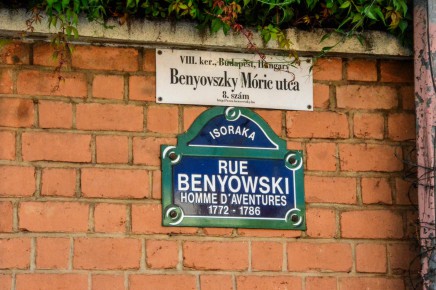 VIII. ker., Budapest, Hungary
Benyovszky Móric utca
8. szám
ISORAKA
RUE
BENYOWSKI
HOMME D'AVENTURES
1772 - 1786